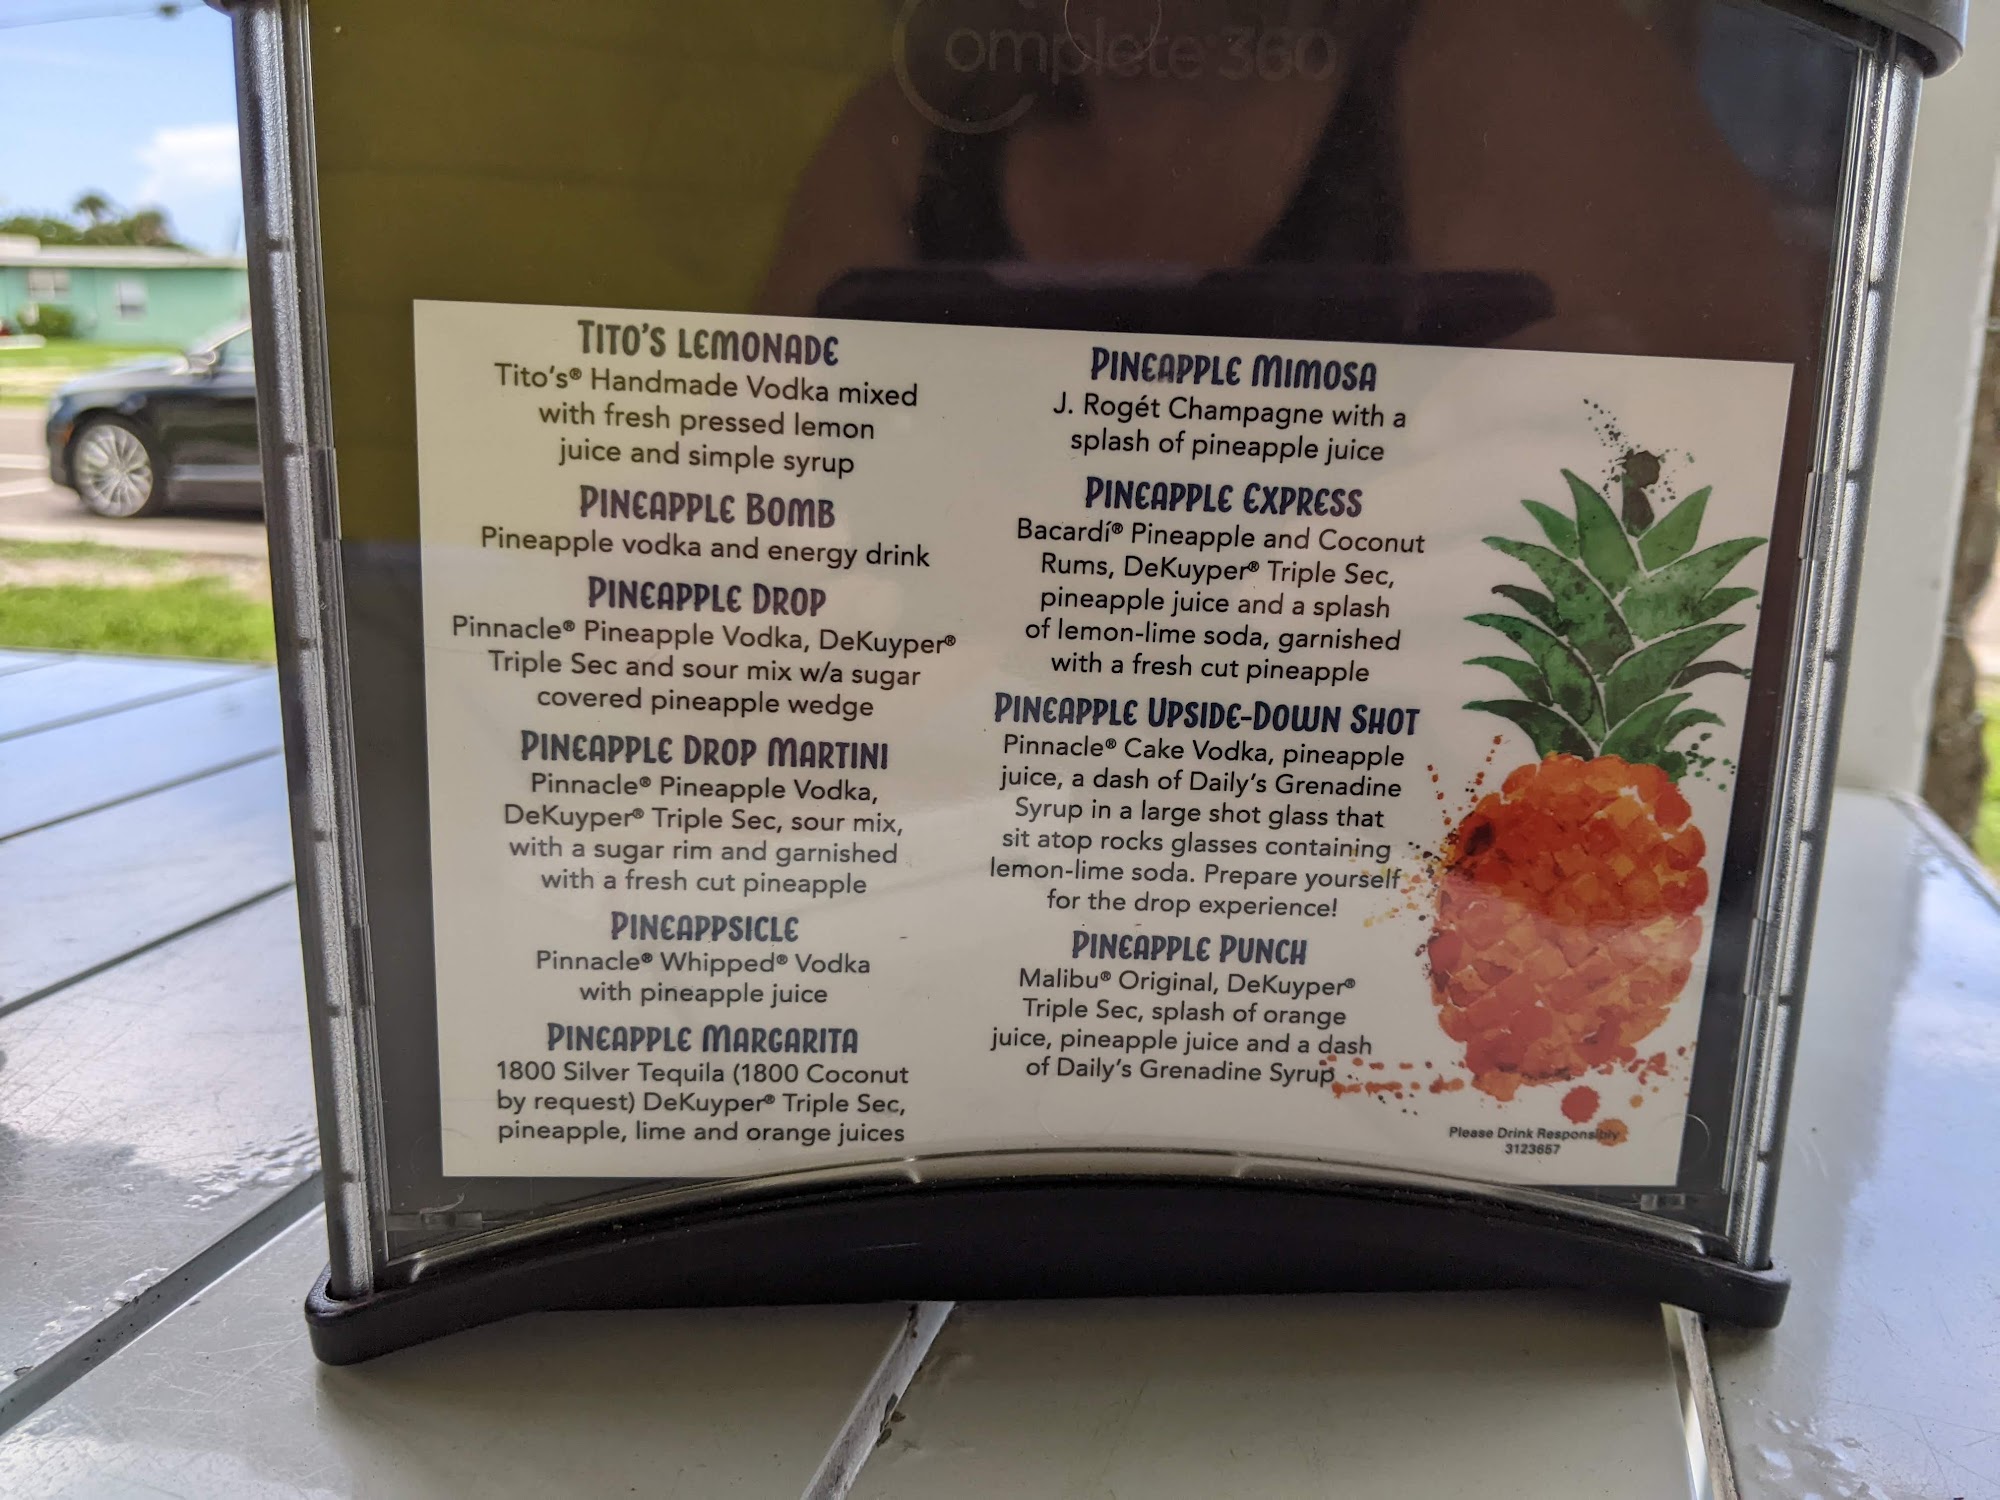 Complete 360
TITO'S LEMONADE
Tito's® Handmade Vodka mixed
with fresh pressed lemon
juice and simple syrup
PINEAPPLE BOMB
Pineapple vodka and energy drink
PINEAPPLE DROP
Pinnacle® Pineapple Vodka, DeKuyper®
Triple Sec and sour mix w/a sugar
covered pineapple wedge
PINEAPPLE DROP MARTINI
Pinnacle® Pineapple Vodka,
DeKuyper® Triple Sec, sour mix,
with a sugar rim and garnished
with a fresh cut pineapple
PINEAPPSICLE
Pinnacle® Whipped® Vodka
with pineapple juice
PINEAPPLE MARGARITA
1800 Silver Tequila (1800 Coconut
by request) DeKuyper® Triple Sec,
pineapple, lime and orange juices
PINEAPPLE MIMOSA
J. Rogét Champagne with a
splash of pineapple juice
PINEAPPLE EXPRESS
Bacardí® Pineapple and Coconut
Rums, DeKuyper® Triple Sec,
pineapple juice and a splash
of lemon-lime soda, garnished
with a fresh cut pineapple
PINEAPPLE UPSIDE-DOWN SHOT
Pinnacle® Cake Vodka, pineapple
juice, a dash of Daily's Grenadine
Syrup in a large shot glass that
sit atop rocks glasses containing
lemon-lime soda. Prepare yourself
for the drop experience!
PINEAPPLE PUNCH
Malibu® Original, DeKuyper®
Triple Sec, splash of orange
juice, pineapple juice and a dash
of Daily's Grenadine Syrup
Please Drink Responsibly
3123657